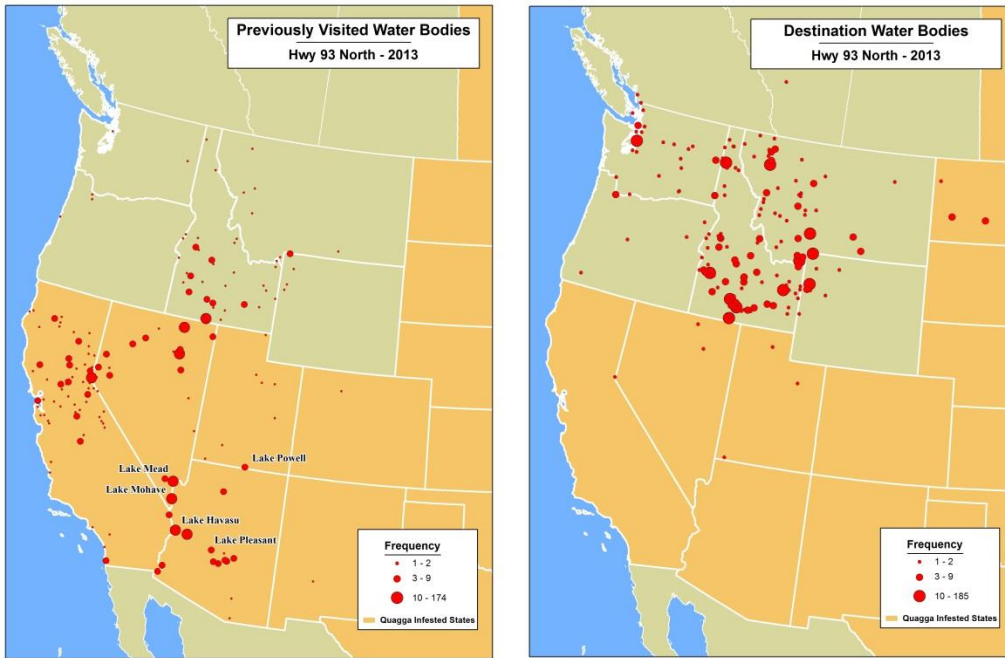 Previously Visited Water Bodies
Hwy 93 North - 2013
Lake Powell
Lake Mead
Lake Mohave
Lake Havasu
Lake Pleasant
Frequency
1 - 2
3 - 9
10 - 174
Quagga Infested States
Destination Water Bodies
Hwy 93 North - 2013
Frequency
1 - 2
3 - 9
10 - 185
Quagga Infested States